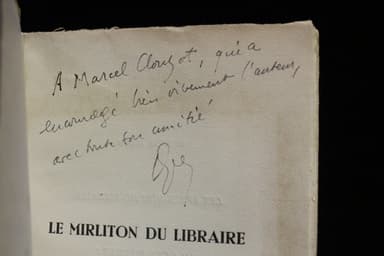 A Marcel Clouzot, qui a
encouragé bien vivement l'auteur,
avec toute son amitié
LE MIRLITON DU LIBRAIRE